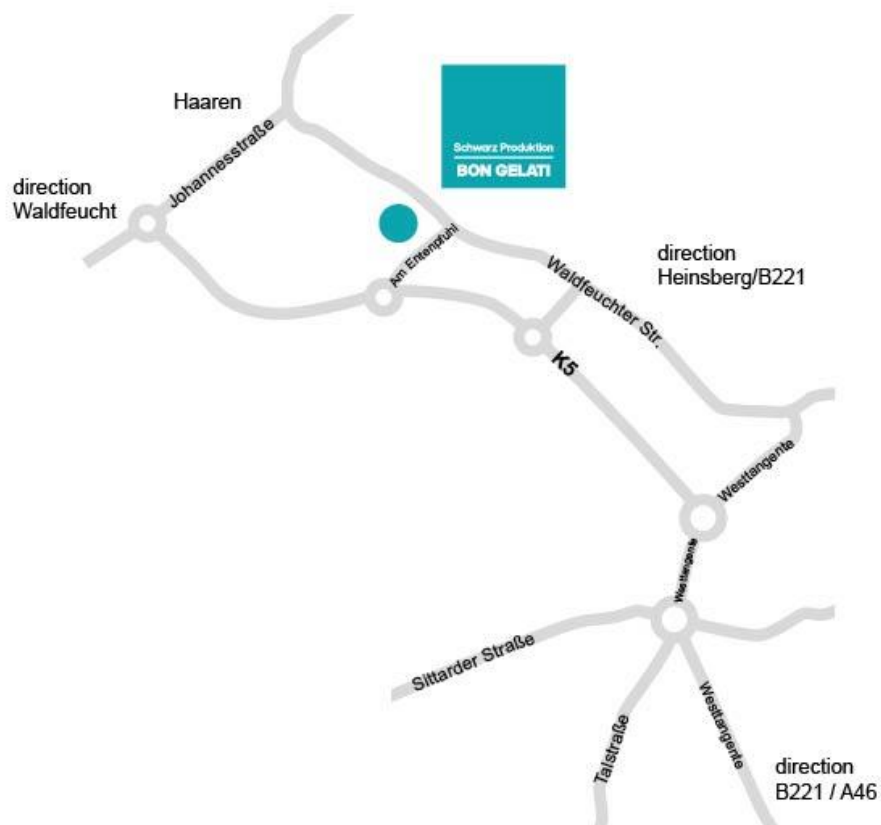 Haaren
Schwarz Produktion
BON GELATI
Johannesstraße
direction
Waldfeucht
Am Entenpfuhl
direction
Heinsberg/B221
Waldfeuchter Str.
K5
Westtangente
Westtangente
Sittarder Straße
Talstraße
Westtangente
direction
B221 / A46